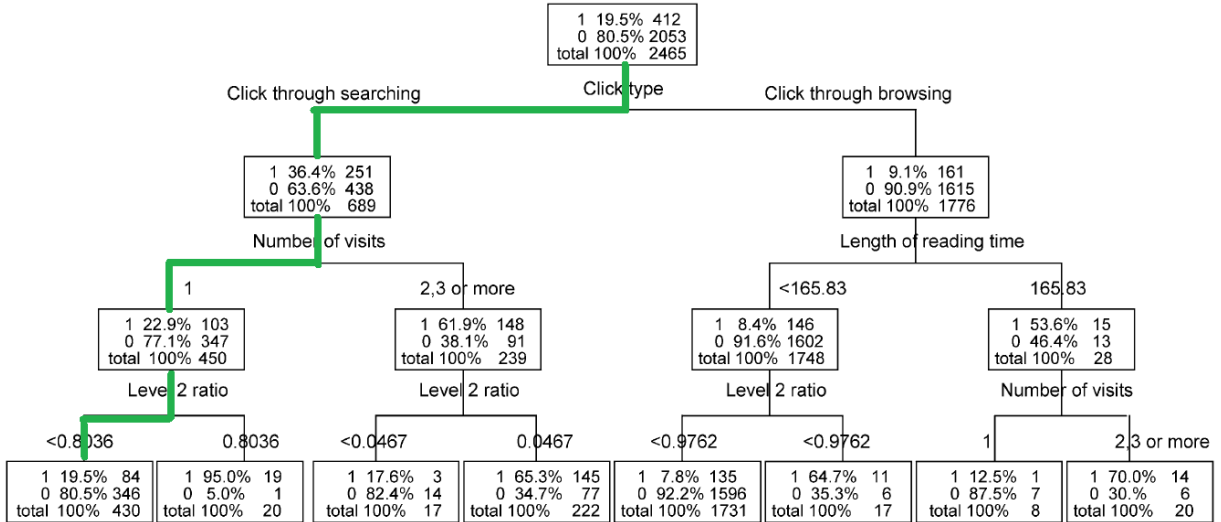 1 19.5% 412
0 80.5% 2053
total 100% 2465
Click type
Click through searching
Click through browsing
1 36.4% 251
0 63.6% 438
total 100% 689
1 9.1% 161
0 90.9% 1615
total 100% 1776
Number of visits
Length of reading time
1
2,3 or more
<165.83
165.83
1 22.9% 103
0 77.1% 347
total 100% 450
1 61.9% 148
0 38.1% 91
total 100% 239
1 8.4% 146
0 91.6% 1602
total 100% 1748
1 53.6% 15
0 46.4% 13
total 100% 28
Level 2 ratio
Level 2 ratio
Level 2 ratio
Number of visits
<0.8036
0.8036
<0.0467
0.0467
<0.9762
<0.9762
1
2,3 or more
1 19.5% 84
0 80.5% 346
total 100% 430
1 95.0% 19
0 5.0% 1
total 100% 20
1 17.6% 3
0 82.4% 14
total 100% 17
1 65.3% 145
0 34.7% 77
total 100% 222
1 7.8% 135
0 92.2% 1596
total 100% 1731
1 64.7% 11
0 35.3% 6
total 100% 17
1 12.5% 1
0 87.5% 7
total 100% 8
1 70.0% 14
0 30.% 6
total 100% 20